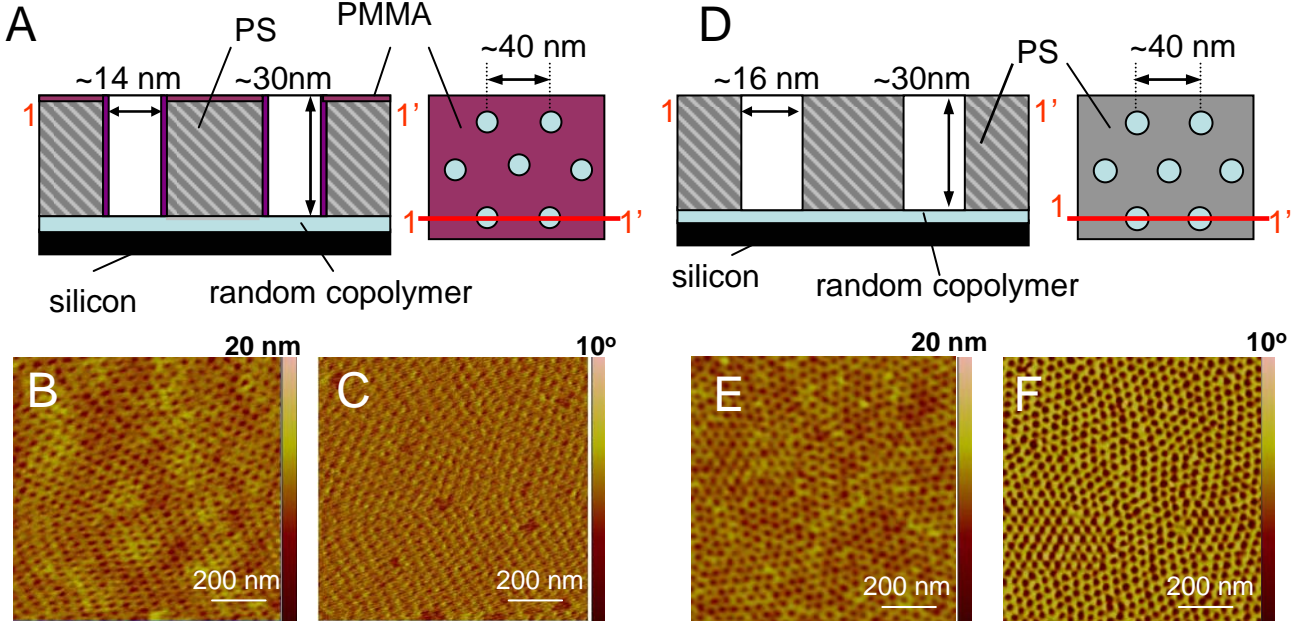 A
PS
PMMA
~40 nm
~14 nm
~30nm
1
1’
1
1’
silicon
random copolymer
D
PS
~40 nm
~16 nm
~30nm
1
1’
1
1’
silicon
random copolymer
20 nm
B
200 nm
10º
C
200 nm
20 nm
E
200 nm
10º
F
200 nm